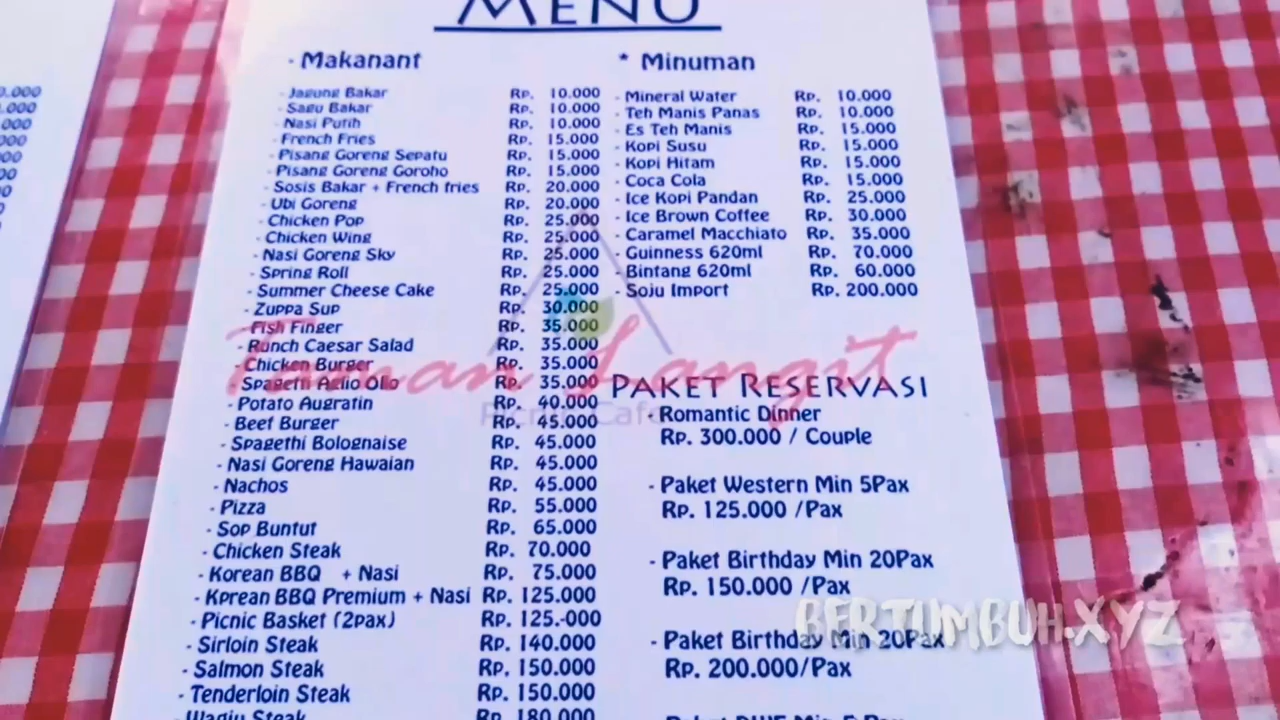 MENU
- Makanant
- Jagung Bakar Rp. 10.000
- Sagu Bakar Rp. 10.000
- Nasi Putih Rp. 10.000
- French Fries Rp. 15.000
- Pisang Goreng Sepatu Rp. 15.000
- Pisang Goreng Goroho Rp. 15.000
- Sosis Bakar + French fries Rp. 20.000
- Ubi Goreng Rp. 20.000
- Chicken Pop Rp. 25.000
- Chicken Wing Rp. 25.000
- Nasi Goreng Sky Rp. 25.000
- Spring Roll Rp. 25.000
- Summer Cheese Cake Rp. 25.000
- Zuppa Sup Rp. 30.000
- Fish Finger Rp. 35.000
- Ranch Caesar Salad Rp. 35.000
- Chicken Burger Rp. 35.000
- Spagetti Aglio Olio Rp. 35.000
- Potato Augratin Rp. 40.000
- Beef Burger Rp. 45.000
- Spagethi Bolognaise Rp. 45.000
- Nasi Goreng Hawaian Rp. 45.000
- Nachos Rp. 45.000
- Pizza Rp. 55.000
- Sop Buntut Rp. 65.000
- Chicken Steak Rp. 70.000
- Korean BBQ + Nasi Rp. 75.000
- Kprean BBQ Premium + Nasi Rp. 125.000
- Picnic Basket (2pax) Rp. 125.-000
- Sirloin Steak Rp. 140.000
- Salmon Steak Rp. 150.000
- Tenderloin Steak Rp. 150.000
- Wagiu Steak Rp. 180.000
* Minuman
- Mineral Water Rp. 10.000
- Teh Manis Panas Rp. 10.000
- Es Teh Manis Rp. 15.000
- Kopi Susu Rp. 15.000
- Kopi Hitam Rp. 15.000
- Coca Cola Rp. 15.000
- Ice Kopi Pandan Rp. 25.000
- Ice Brown Coffee Rp. 30.000
- Caramel Macchiato Rp. 35.000
- Guinness 620ml Rp. 70.000
- Bintang 620ml Rp. 60.000
- Soju Import Rp. 200.000
Taman Langit
Picnic Cafe
PAKET RESERVASI
- Romantic Dinner
Rp. 300.000 / Couple
- Paket Western Min 5Pax
Rp. 125.000 /Pax
- Paket Birthday Min 20Pax
Rp. 150.000 /Pax
- Paket Birthday Min 20Pax
Rp. 200.000/Pax
BERTUMBUH.XYZ